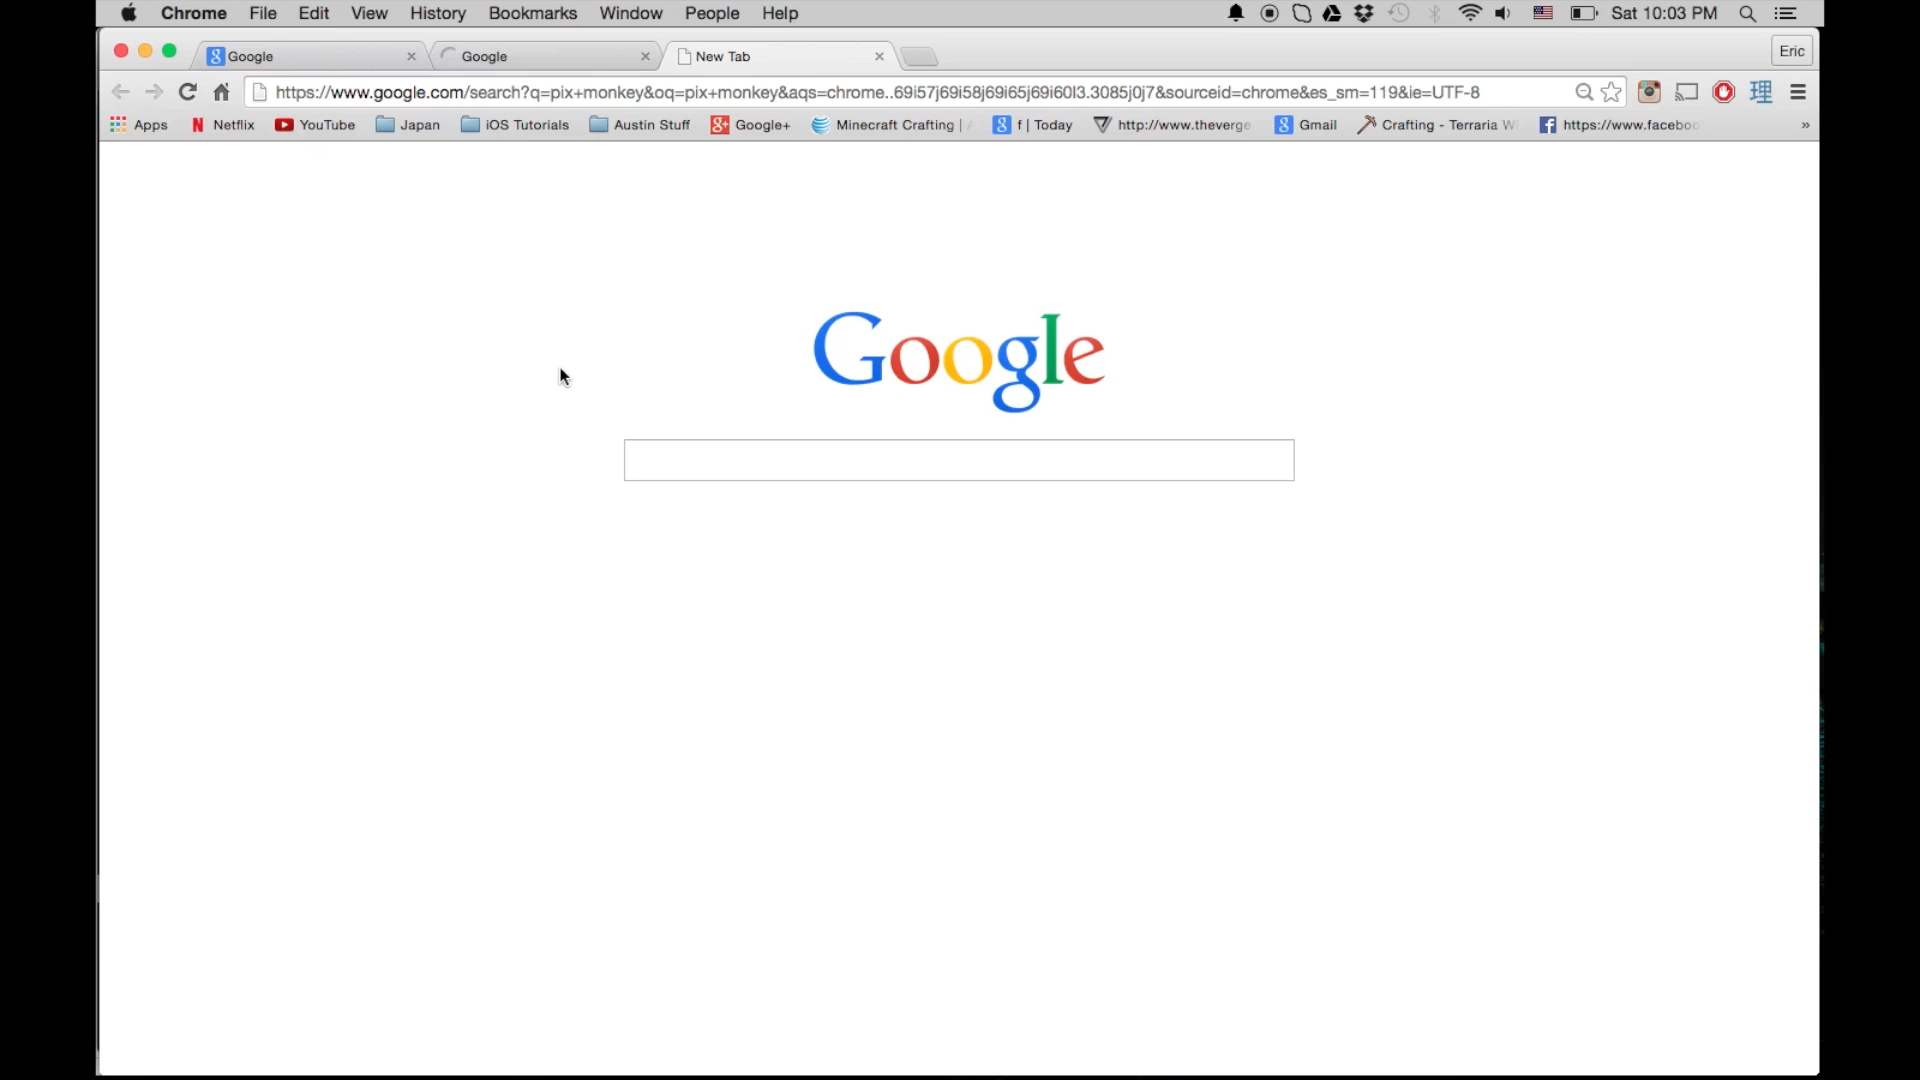 Chrome File Edit View History Bookmarks Window People Help Sat 10:03 PM
Google Google New Tab Eric
https://www.google.com/search?q=pix+monkey&oq=pix+monkey&aqs=chrome..69i57j69i58j69i65j69i60l3.3085j0j7&sourceid=chrome&es_sm=119&ie=UTF-8 理
Apps Netflix YouTube Japan iOS Tutorials Austin Stuff Google+ Minecraft Crafting | f | Today http://www.theverge Gmail Crafting - Terraria W https://www.faceboo »
Google